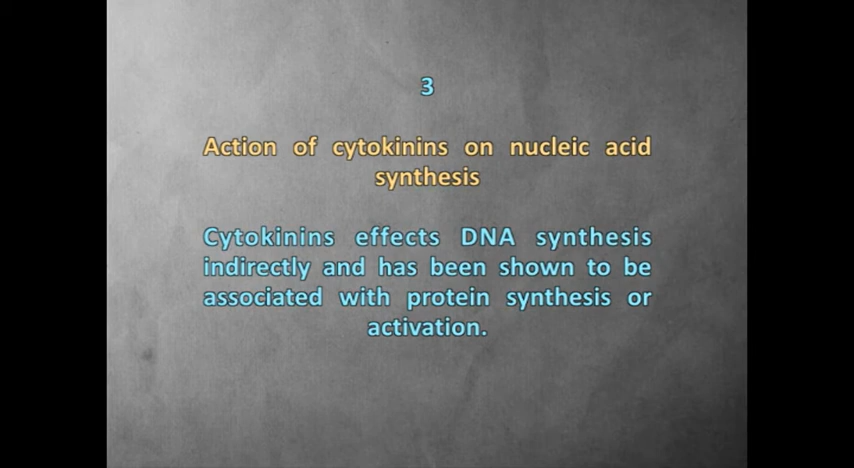 3
Action of cytokinins on nucleic acid
synthesis
Cytokinins effects DNA synthesis
indirectly and has been shown to be
associated with protein synthesis or
activation.